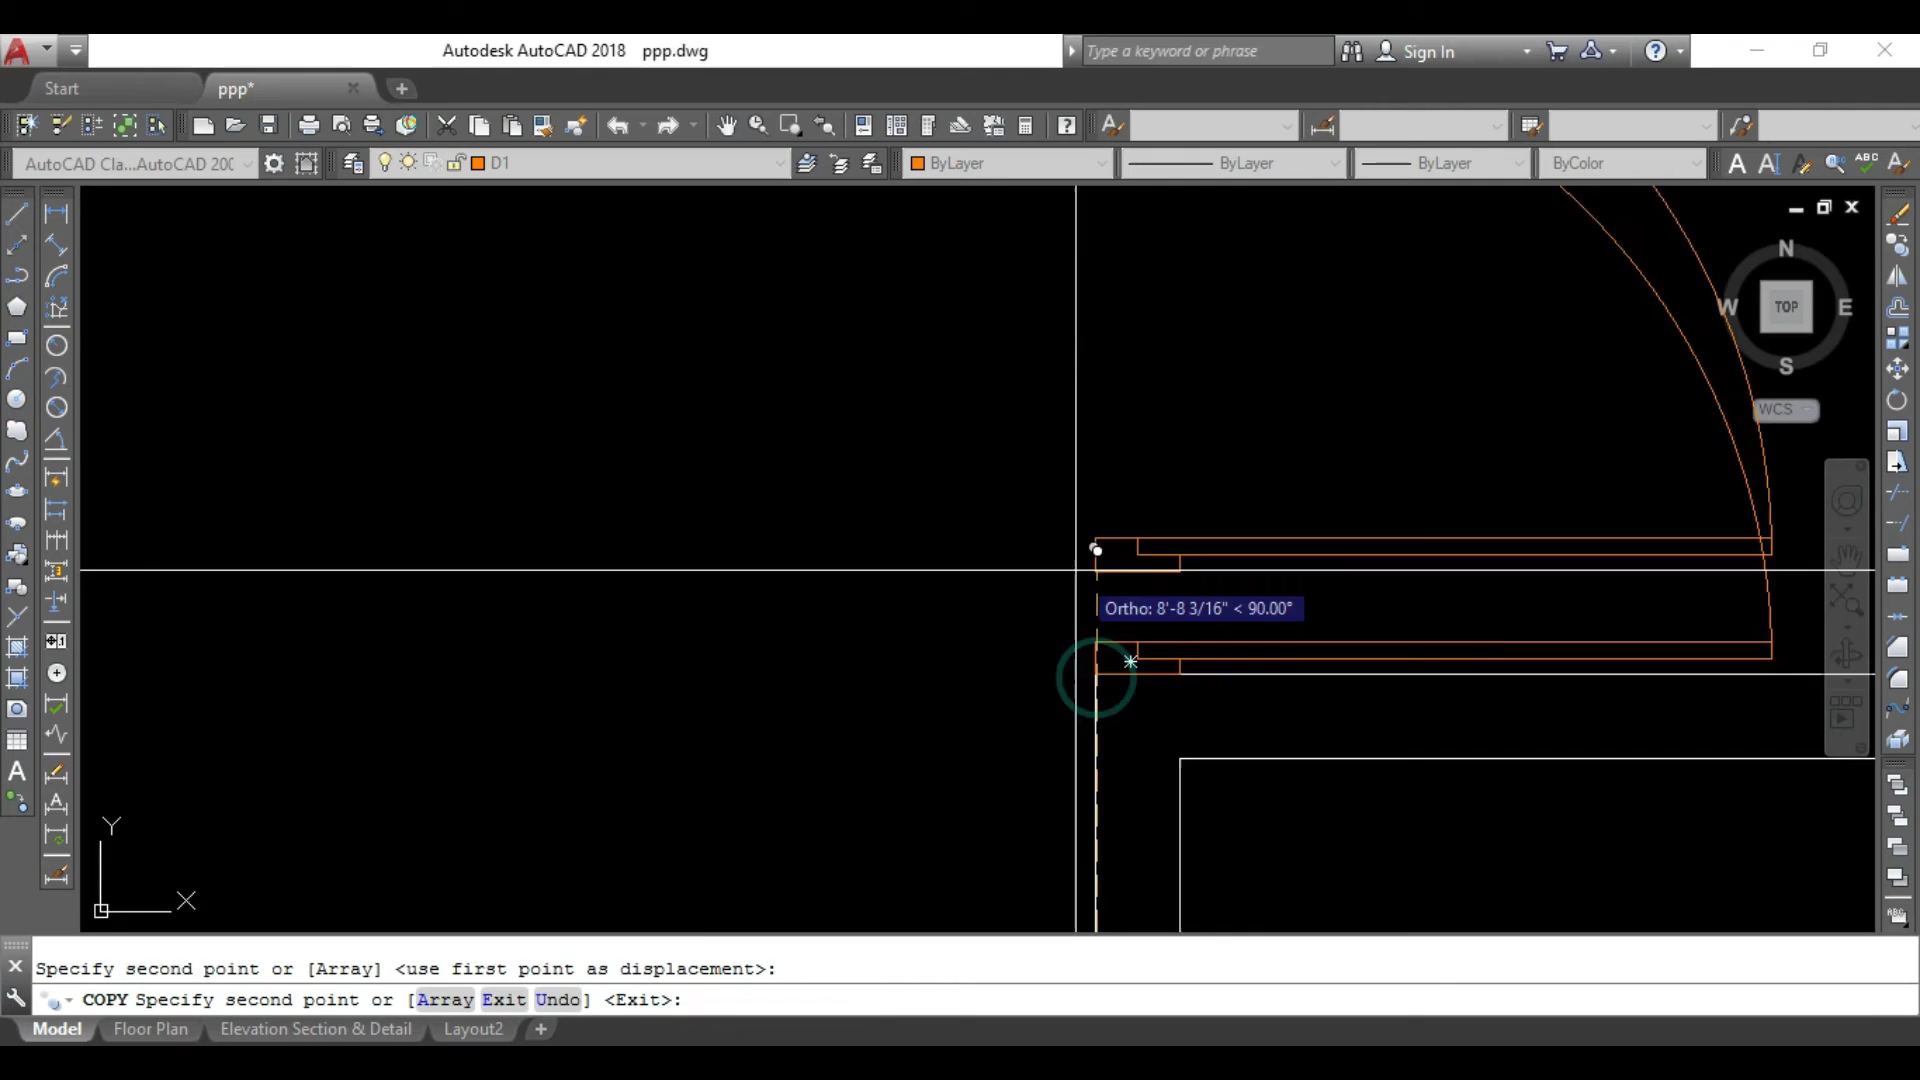 Autodesk AutoCAD 2018 ppp.dwg
Type a keyword or phrase
Sign In
Start
ppp*
AutoCAD Cla...AutoCAD 200
D1
ByLayer
ByLayer
ByLayer
ByColor
N
W
TOP
E
S
WCS
Ortho: 8'-8 3/16" < 90.00°
Y
X
Specify second point or [Array] <use first point as displacement>:
COPY Specify second point or [Array Exit Undo] <Exit>:
Model
Floor Plan
Elevation Section & Detail
Layout2